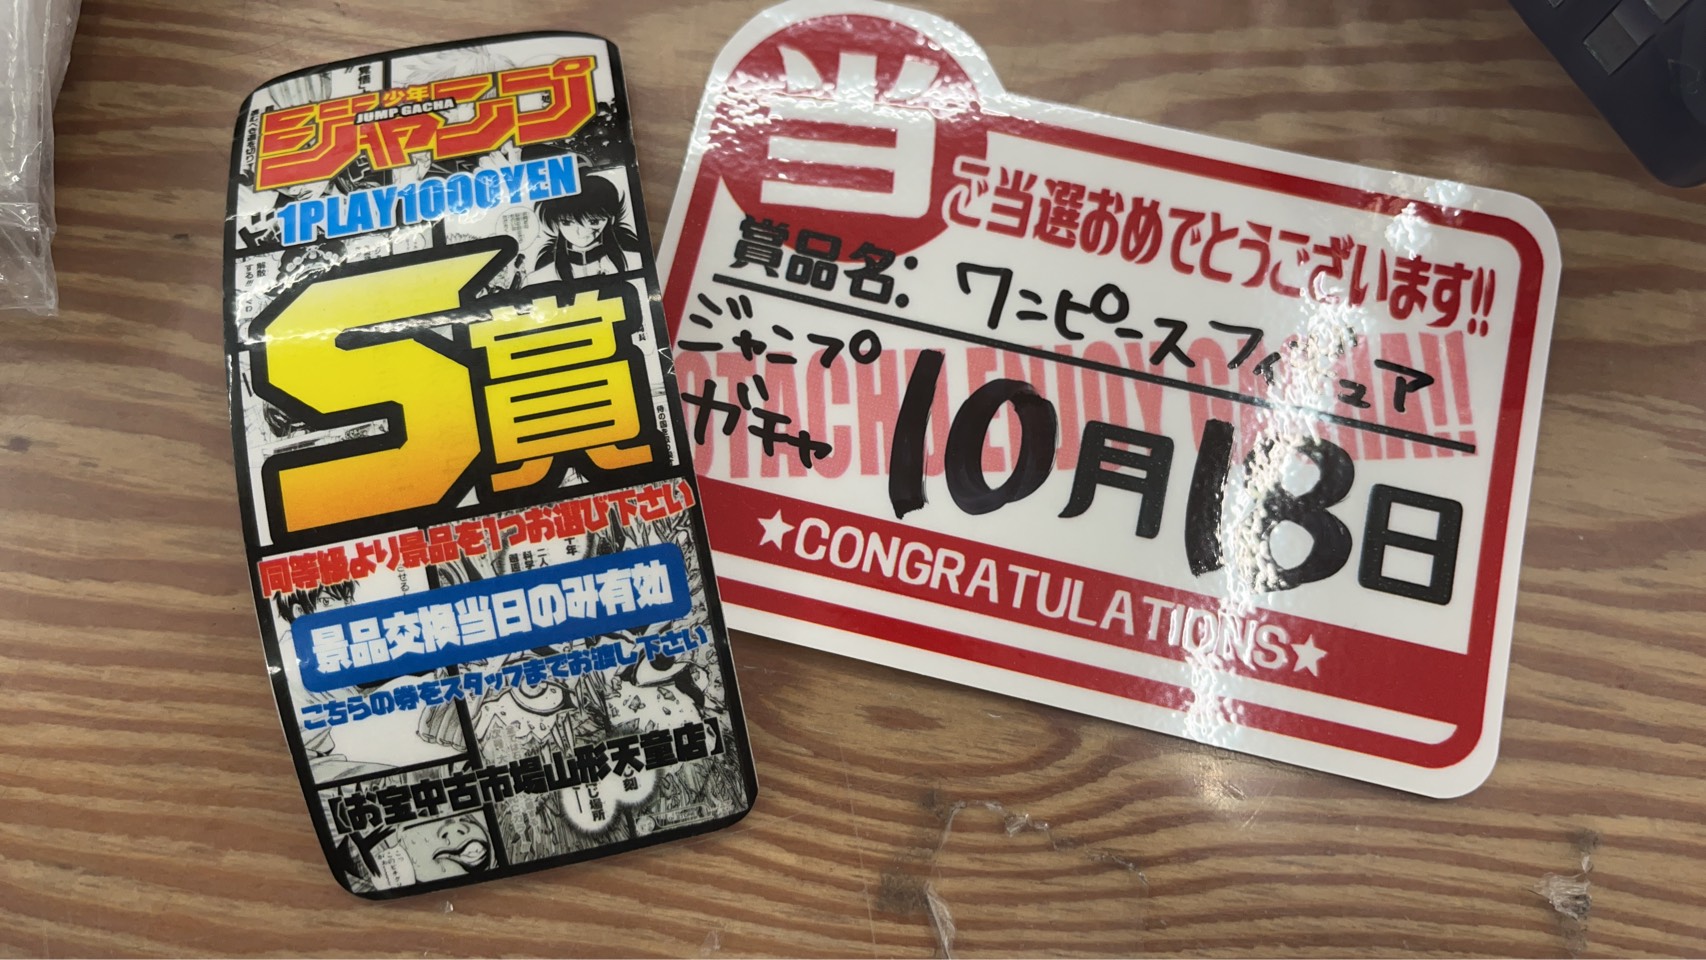 少年
ジャンプ
JUMP GACHA
1PLAY1000YEN
S賞
同等級より景品を1つお選び下さい
景品交換当日のみ有効
こちらの券をスタッフまでお渡し下さい
【お宝中古市場山形天童店】
当
ご当選おめでとうございます!!
賞品名:ワンピースフィギュア
ジャンプ
ガチャ
10月18日
★CONGRATULATIONS★